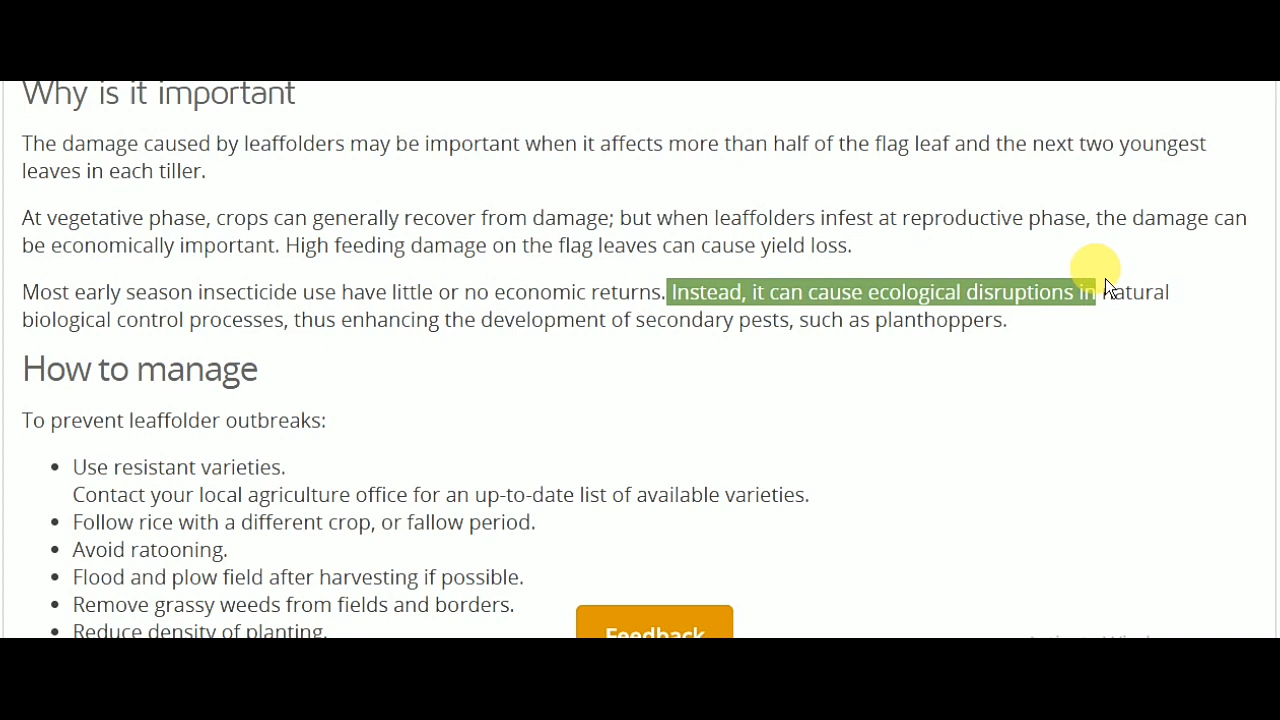 Why is it important
The damage caused by leaffolders may be important when it affects more than half of the flag leaf and the next two youngest
leaves in each tiller.
At vegetative phase, crops can generally recover from damage; but when leaffolders infest at reproductive phase, the damage can
be economically important. High feeding damage on the flag leaves can cause yield loss.
Most early season insecticide use have little or no economic returns. Instead, it can cause ecological disruptions in natural
biological control processes, thus enhancing the development of secondary pests, such as planthoppers.
How to manage
To prevent leaffolder outbreaks:
• Use resistant varieties.
Contact your local agriculture office for an up-to-date list of available varieties.
• Follow rice with a different crop, or fallow period.
• Avoid ratooning.
• Flood and plow field after harvesting if possible.
• Remove grassy weeds from fields and borders.
• Reduce density of planting.
Feedback